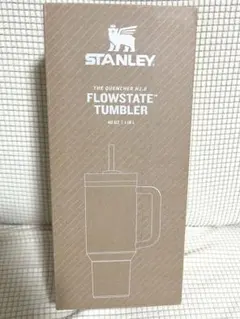 STANLEY
THE QUENCHER H2.0
FLOWSTATE™
TUMBLER
40 OZ | 1.18 L